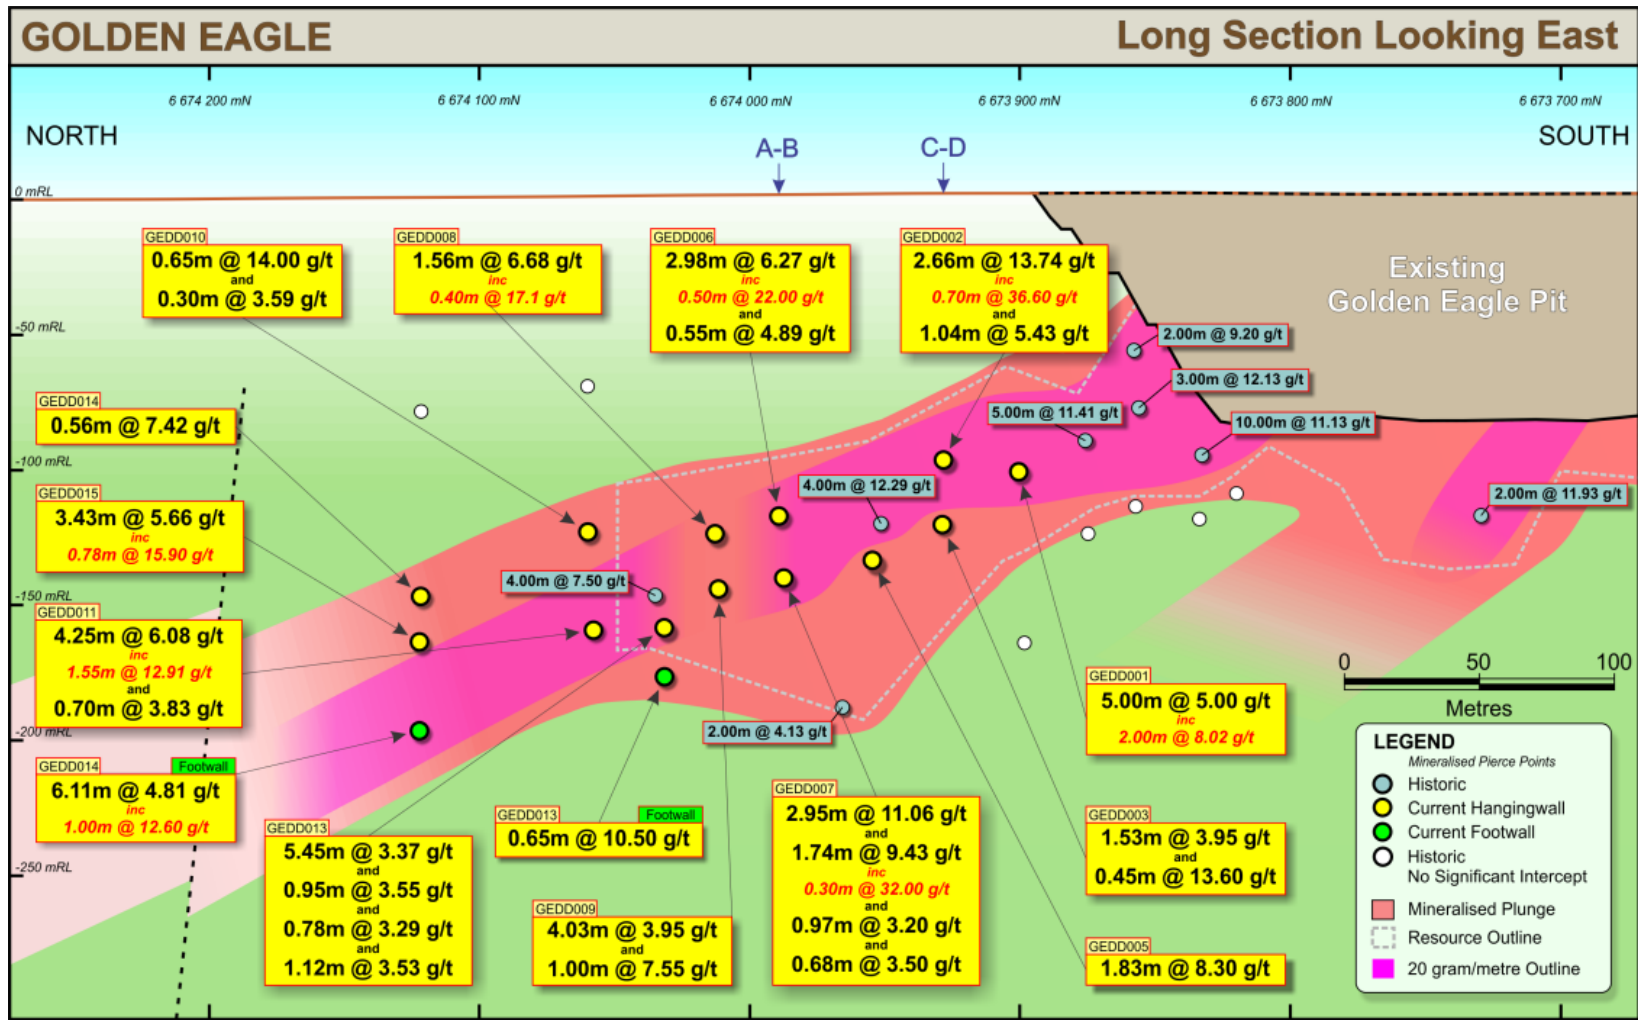 GOLDEN EAGLE
Long Section Looking East
6 674 200 mN
6 674 100 mN
6 674 000 mN
6 673 900 mN
6 673 800 mN
6 673 700 mN
NORTH
SOUTH
A-B
C-D
0 mRL
-50 mRL
-100 mRL
-150 mRL
-200 mRL
-250 mRL
Existing
Golden Eagle Pit
GEDD010
0.65m @ 14.00 g/t
and
0.30m @ 3.59 g/t
GEDD008
1.56m @ 6.68 g/t
inc
0.40m @ 17.1 g/t
GEDD006
2.98m @ 6.27 g/t
inc
0.50m @ 22.00 g/t
and
0.55m @ 4.89 g/t
GEDD002
2.66m @ 13.74 g/t
inc
0.70m @ 36.60 g/t
and
1.04m @ 5.43 g/t
2.00m @ 9.20 g/t
3.00m @ 12.13 g/t
5.00m @ 11.41 g/t
10.00m @ 11.13 g/t
4.00m @ 12.29 g/t
2.00m @ 11.93 g/t
4.00m @ 7.50 g/t
2.00m @ 4.13 g/t
GEDD014
0.56m @ 7.42 g/t
GEDD015
3.43m @ 5.66 g/t
inc
0.78m @ 15.90 g/t
GEDD011
4.25m @ 6.08 g/t
inc
1.55m @ 12.91 g/t
and
0.70m @ 3.83 g/t
GEDD014
Footwall
6.11m @ 4.81 g/t
inc
1.00m @ 12.60 g/t
GEDD013
5.45m @ 3.37 g/t
and
0.95m @ 3.55 g/t
and
0.78m @ 3.29 g/t
and
1.12m @ 3.53 g/t
GEDD013
Footwall
0.65m @ 10.50 g/t
GEDD009
4.03m @ 3.95 g/t
and
1.00m @ 7.55 g/t
GEDD007
2.95m @ 11.06 g/t
and
1.74m @ 9.43 g/t
inc
0.30m @ 32.00 g/t
and
0.97m @ 3.20 g/t
and
0.68m @ 3.50 g/t
GEDD001
5.00m @ 5.00 g/t
inc
2.00m @ 8.02 g/t
GEDD003
1.53m @ 3.95 g/t
and
0.45m @ 13.60 g/t
GEDD005
1.83m @ 8.30 g/t
0 50 100
Metres
LEGEND
Mineralised Pierce Points
Historic
Current Hangingwall
Current Footwall
Historic
No Significant Intercept
Mineralised Plunge
Resource Outline
20 gram/metre Outline